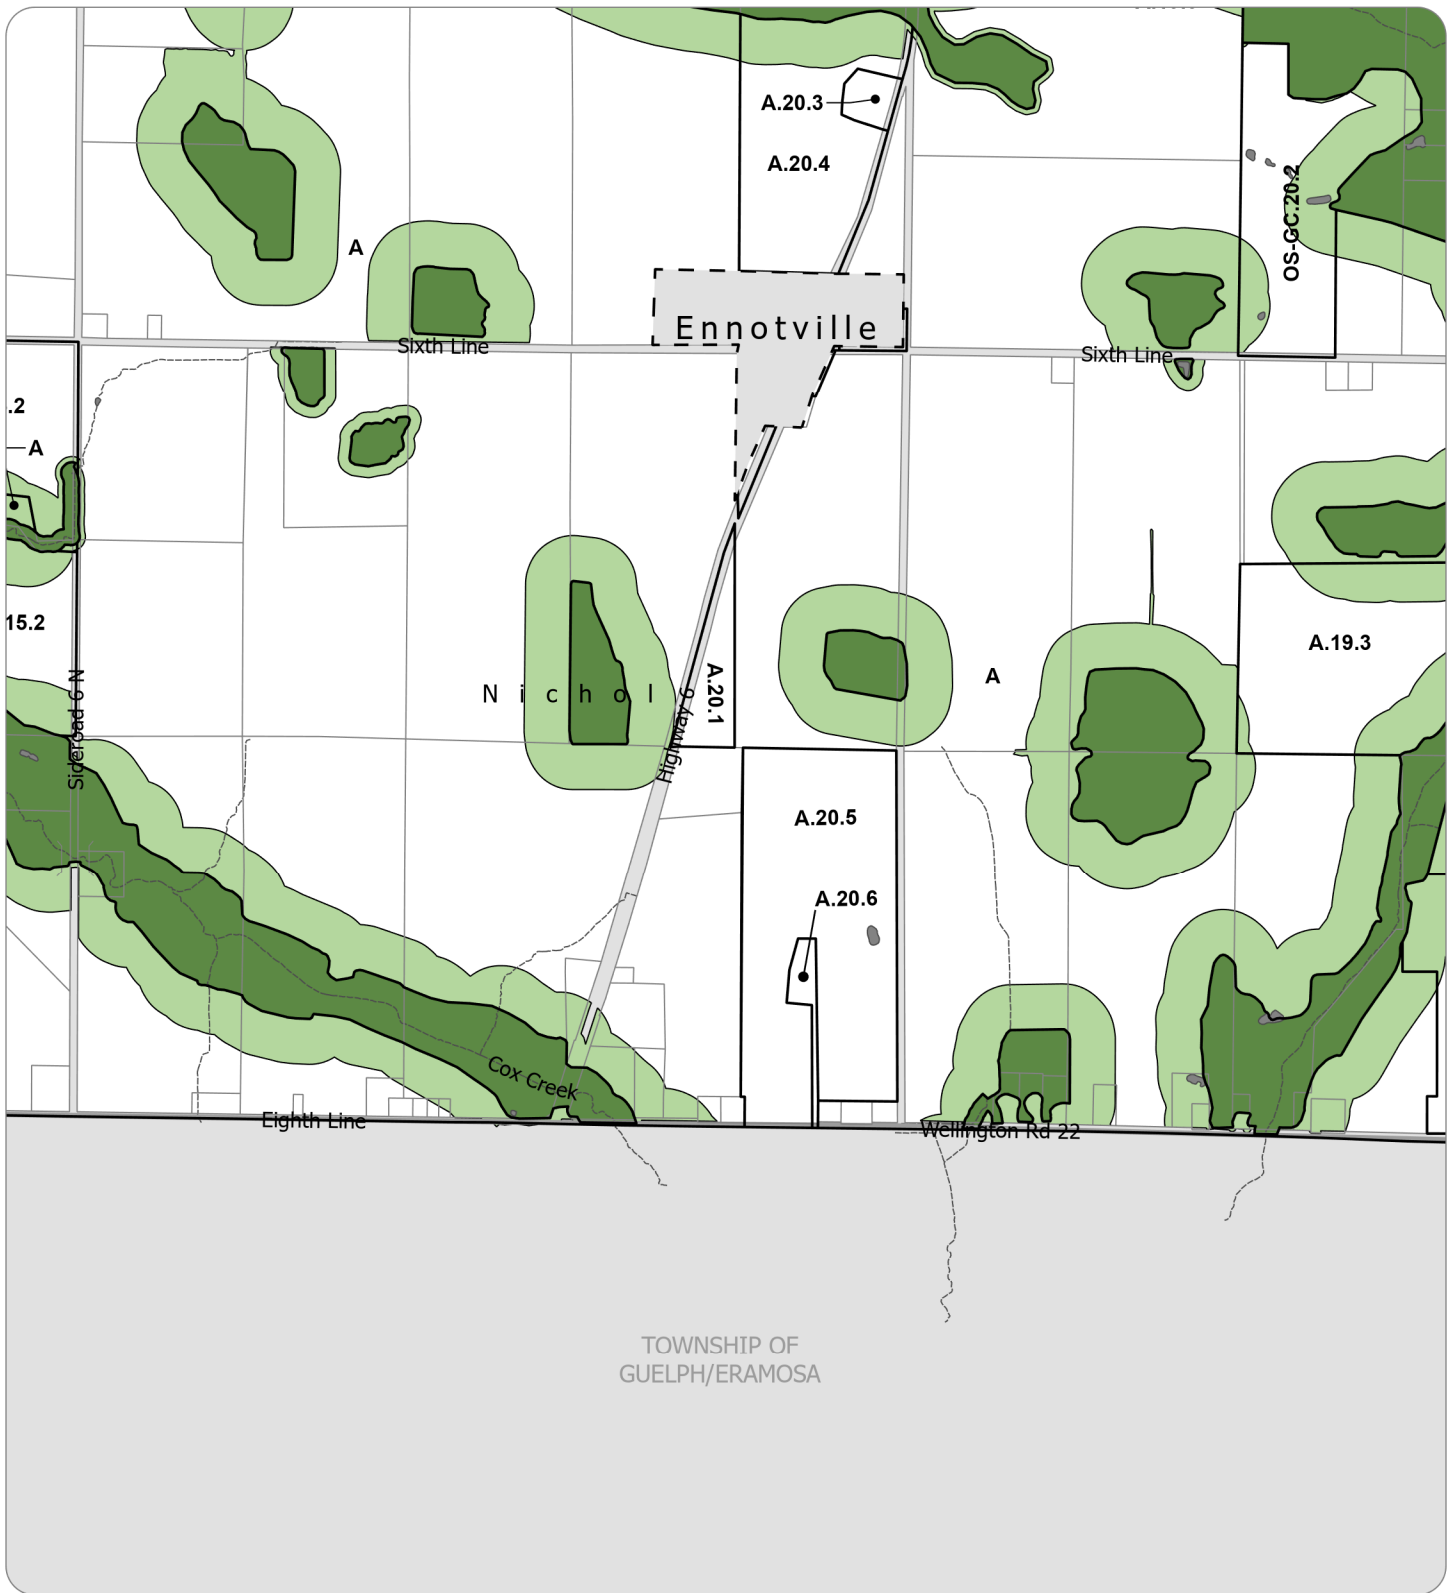 A.20.3
A.20.4
OS-GC.20.2
A
Ennotville
Sixth Line
Sixth Line
.2
A
15.2
A.19.3
Sideroad 6 N
Nichol
Highway 6
A.20.1
A
A.20.5
A.20.6
Cox Creek
Eighth Line
Wellington Rd 22
TOWNSHIP OF
GUELPH/ERAMOSA